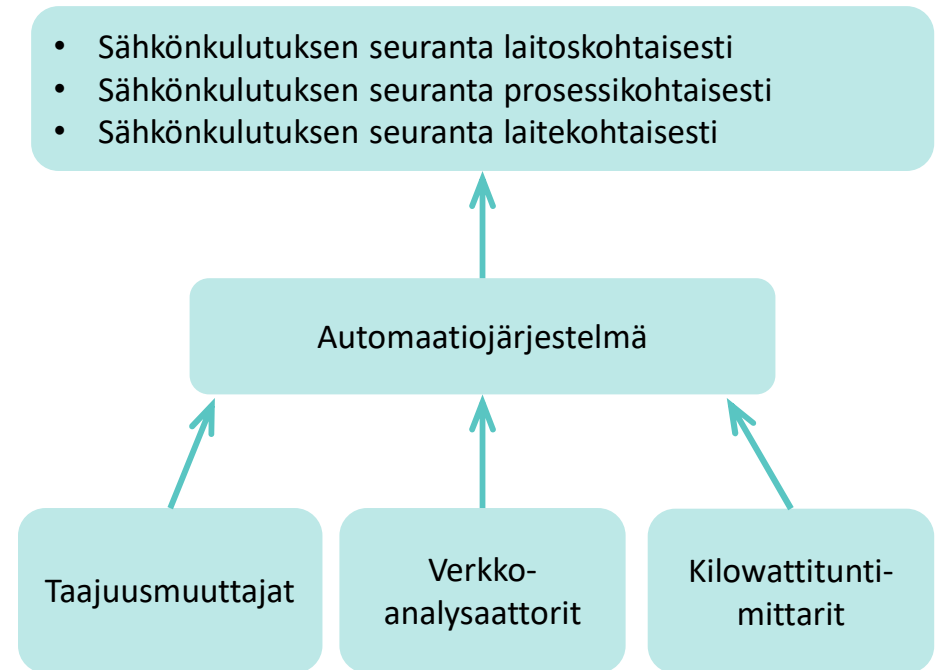 • Sähkönkulutuksen seuranta laitoskohtaisesti
• Sähkönkulutuksen seuranta prosessikohtaisesti
• Sähkönkulutuksen seuranta laitekohtaisesti
Automaatiojärjestelmä
Taajuusmuuttajat
Verkko-
analysaattorit
Kilowattitunti-
mittarit